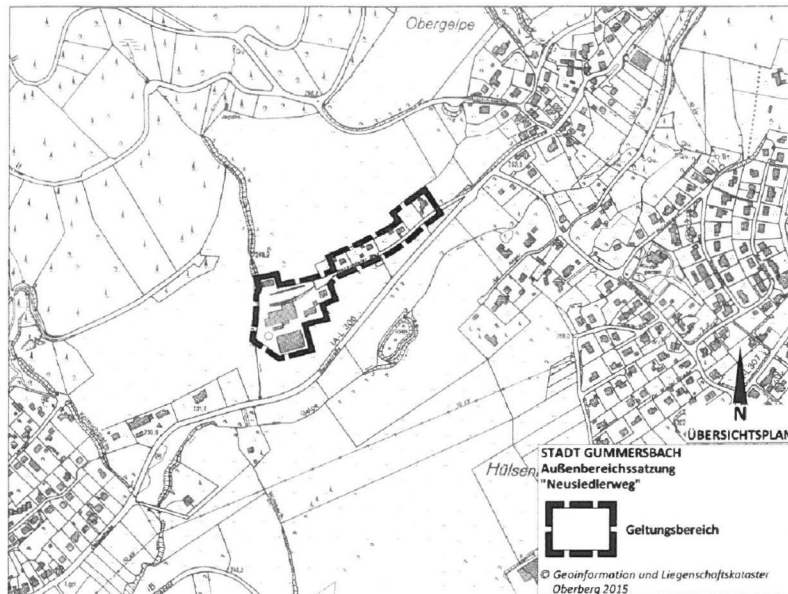 Obergelpe
N
ÜBERSICHTSPLAN
STADT GUMMERSBACH
Außenbereichssatzung
"Neusiedlerweg"
Hülsen
Geltungsbereich
© Geoinformation und Liegenschaftskataster
Oberberg 2015